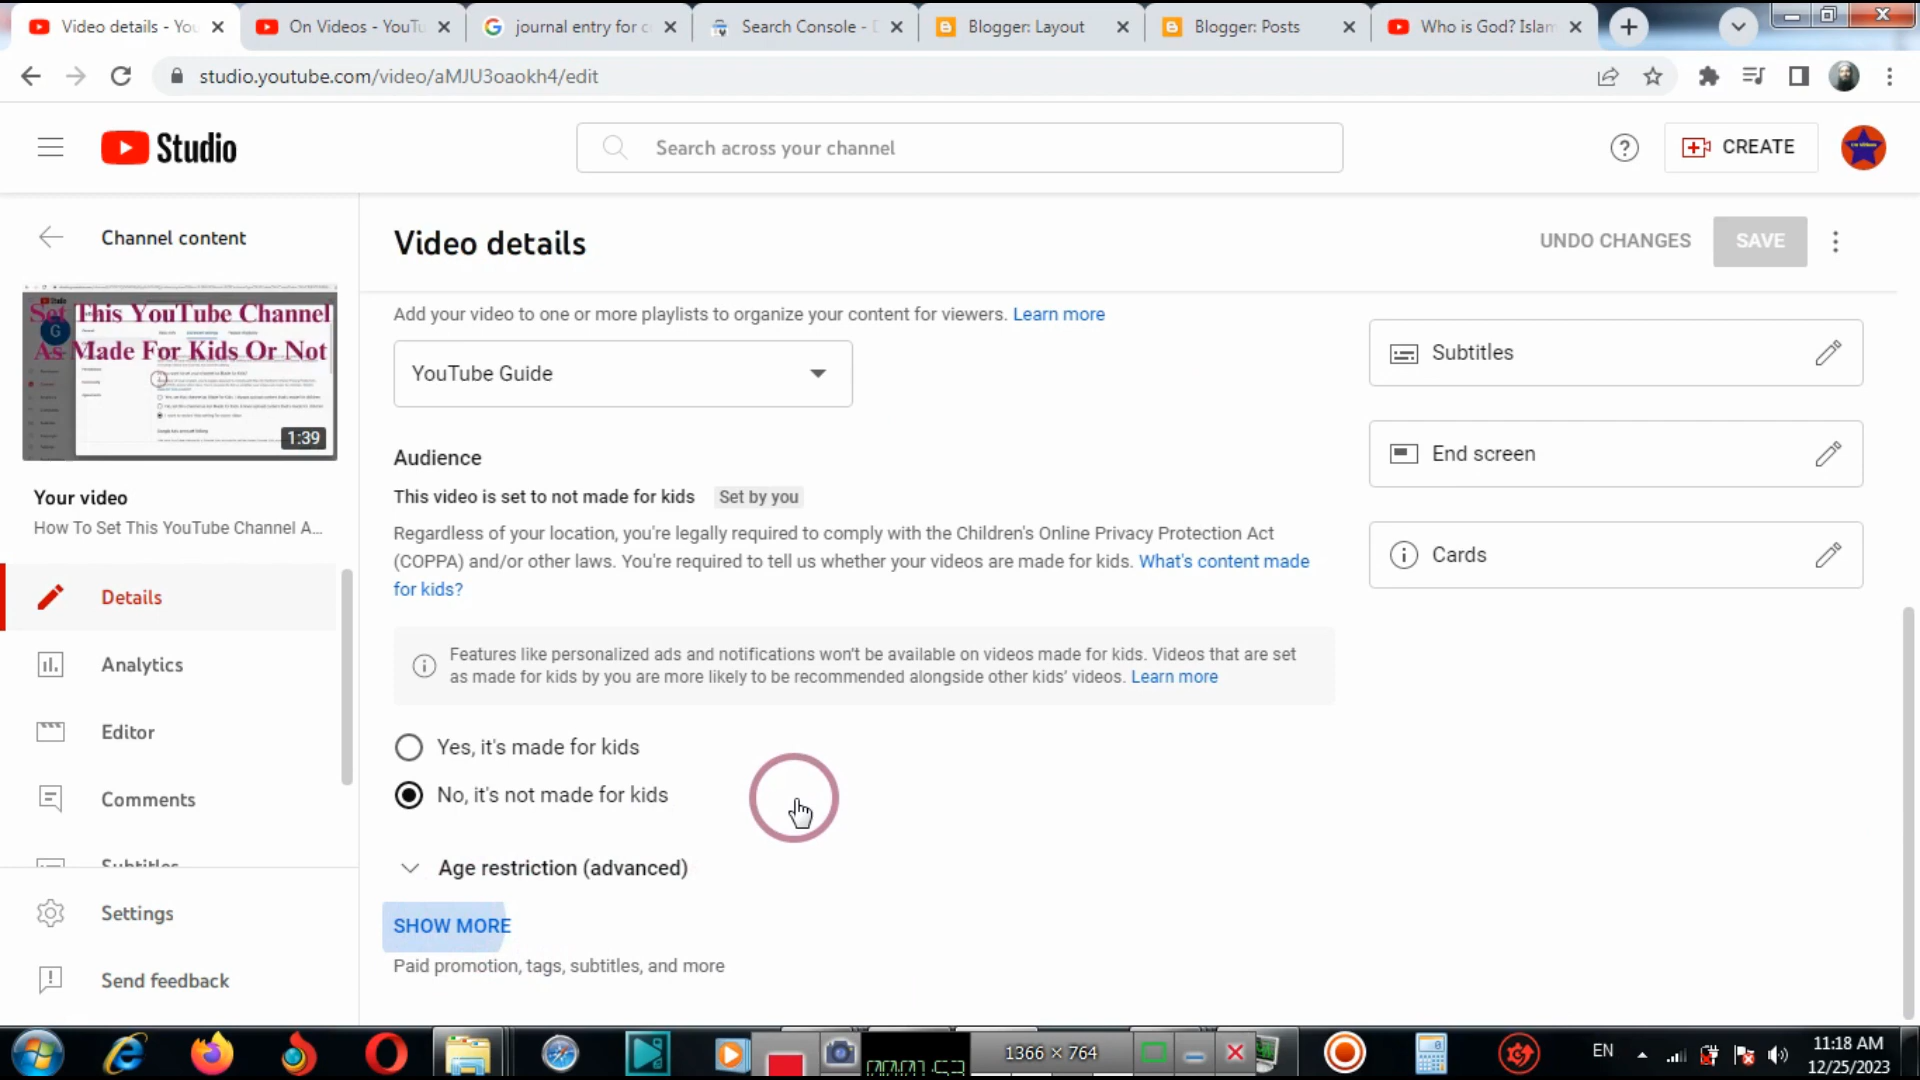 Video details - You
On Videos - YouTu
journal entry for c
Search Console - D
Blogger: Layout
Blogger: Posts
Who is God? Islam
studio.youtube.com/video/aMJU3oaokh4/edit
Studio
Search across your channel
CREATE
Channel content
Video details
UNDO CHANGES
SAVE
Set This YouTube Channel
As Made For Kids Or Not
1:39
Your video
How To Set This YouTube Channel A...
Details
Analytics
Editor
Comments
Subtitles
Settings
Send feedback
Add your video to one or more playlists to organize your content for viewers. Learn more
YouTube Guide
Audience
This video is set to not made for kids Set by you
Regardless of your location, you're legally required to comply with the Children's Online Privacy Protection Act
(COPPA) and/or other laws. You're required to tell us whether your videos are made for kids. What's content made
for kids?
Features like personalized ads and notifications won't be available on videos made for kids. Videos that are set
as made for kids by you are more likely to be recommended alongside other kids' videos. Learn more
Yes, it's made for kids
No, it's not made for kids
Age restriction (advanced)
SHOW MORE
Paid promotion, tags, subtitles, and more
Subtitles
End screen
Cards
1366 × 764
EN
11:18 AM
12/25/2023